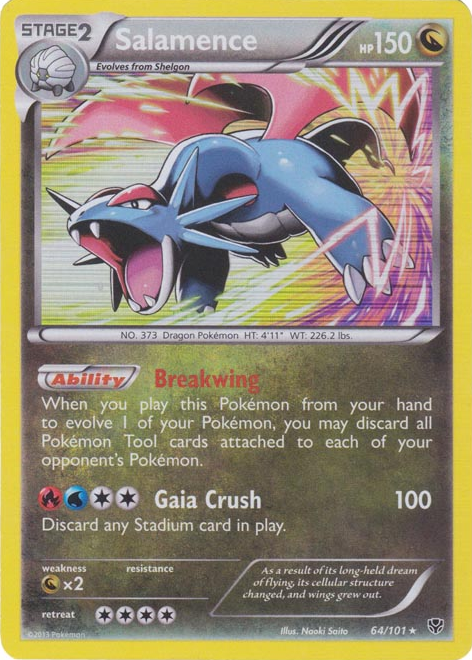 STAGE2
Salamence
HP150
Evolves from Shelgon
NO. 373 Dragon Pokémon HT: 4'11" WT: 226.2 lbs.
Ability Breakwing
When you play this Pokémon from your hand
to evolve 1 of your Pokémon, you may discard all
Pokémon Tool cards attached to each of your
opponent's Pokémon.
Gaia Crush 100
Discard any Stadium card in play.
weakness resistance
×2
retreat
As a result of its long-held dream
of flying, its cellular structure
changed, and wings grew out.
©2013 Pokémon
Illus. Naoki Saito
64/101 ★